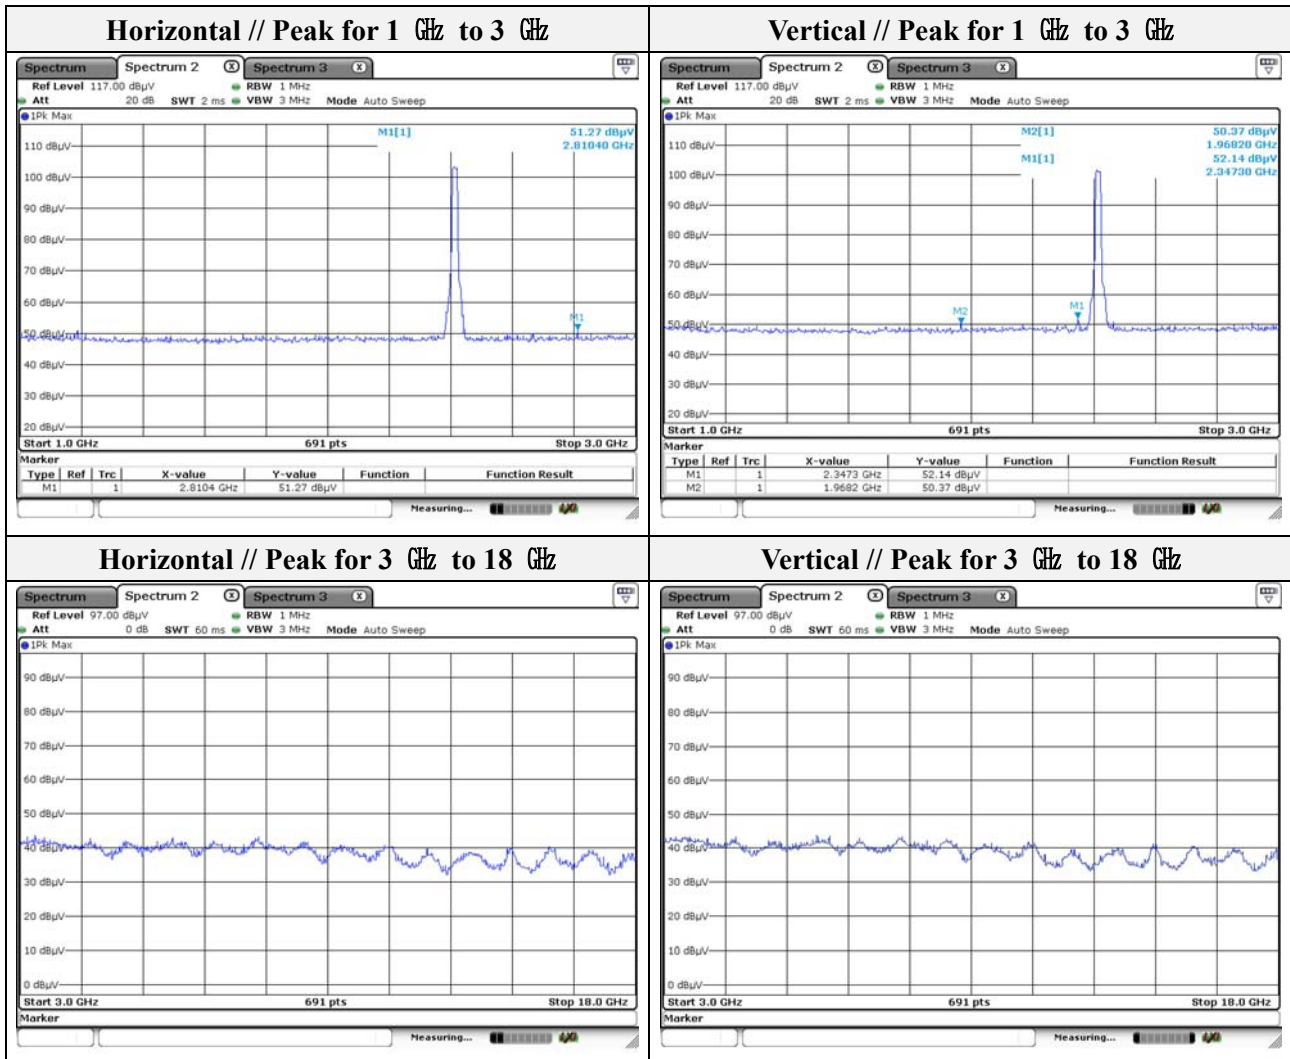 Horizontal // Peak for 1 ㎓ to 3 ㎓
Spectrum Spectrum 2 Ⓧ Spectrum 3 Ⓧ
Ref Level 117.00 dBµV RBW 1 MHz
Att 20 dB SWT 2 ms VBW 3 MHz Mode Auto Sweep
1Pk Max
M1[1] 51.27 dBµV
2.81040 GHz
110 dBµV
100 dBµV
90 dBµV
80 dBµV
70 dBµV
60 dBµV
M1
50 dBµV
40 dBµV
30 dBµV
20 dBµV
Start 1.0 GHz 691 pts Stop 3.0 GHz
Marker
Type Ref Trc X-value Y-value Function Function Result
M1 1 2.8104 GHz 51.27 dBµV
Measuring...
Vertical // Peak for 1 ㎓ to 3 ㎓
Spectrum Spectrum 2 Ⓧ Spectrum 3 Ⓧ
Ref Level 117.00 dBµV RBW 1 MHz
Att 20 dB SWT 2 ms VBW 3 MHz Mode Auto Sweep
1Pk Max
M2[1] 50.37 dBµV
1.96820 GHz
M1[1] 52.14 dBµV
2.34730 GHz
110 dBµV
100 dBµV
90 dBµV
80 dBµV
70 dBµV
60 dBµV
M2 M1
50 dBµV
40 dBµV
30 dBµV
20 dBµV
Start 1.0 GHz 691 pts Stop 3.0 GHz
Marker
Type Ref Trc X-value Y-value Function Function Result
M1 1 2.3473 GHz 52.14 dBµV
M2 1 1.9682 GHz 50.37 dBµV
Measuring...
Horizontal // Peak for 3 ㎓ to 18 ㎓
Spectrum Spectrum 2 Ⓧ Spectrum 3 Ⓧ
Ref Level 97.00 dBµV RBW 1 MHz
Att 0 dB SWT 60 ms VBW 3 MHz Mode Auto Sweep
1Pk Max
90 dBµV
80 dBµV
70 dBµV
60 dBµV
50 dBµV
40 dBµV
30 dBµV
20 dBµV
10 dBµV
0 dBµV
Start 3.0 GHz 691 pts Stop 18.0 GHz
Marker
Measuring...
Vertical // Peak for 3 ㎓ to 18 ㎓
Spectrum Spectrum 2 Ⓧ Spectrum 3 Ⓧ
Ref Level 97.00 dBµV RBW 1 MHz
Att 0 dB SWT 60 ms VBW 3 MHz Mode Auto Sweep
1Pk Max
90 dBµV
80 dBµV
70 dBµV
60 dBµV
50 dBµV
40 dBµV
30 dBµV
20 dBµV
10 dBµV
0 dBµV
Start 3.0 GHz 691 pts Stop 18.0 GHz
Marker
Measuring...